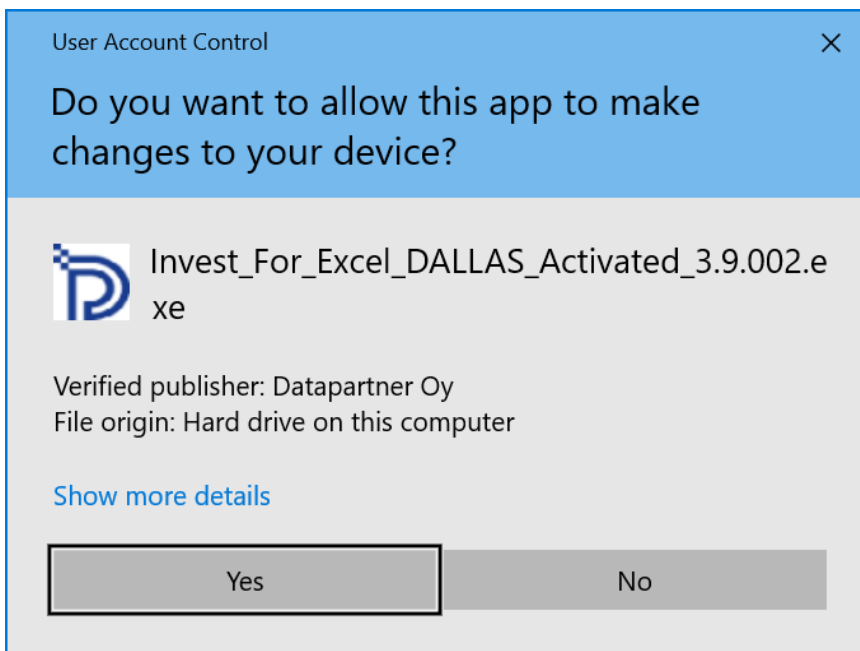 User Account Control
Do you want to allow this app to make
changes to your device?
Invest_For_Excel_DALLAS_Activated_3.9.002.e
xe
Verified publisher: Datapartner Oy
File origin: Hard drive on this computer
Show more details
Yes
No